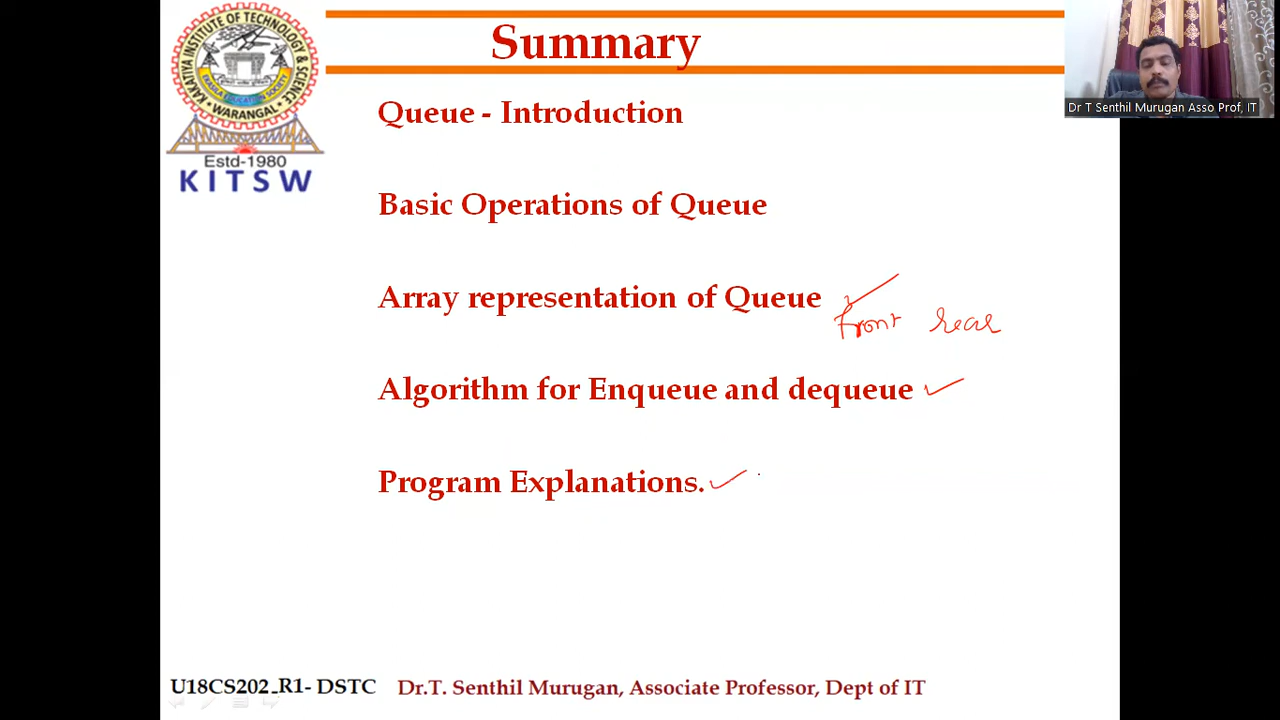 Summary
KAKATIYA INSTITUTE OF TECHNOLOGY & SCIENCE
WARANGAL
Estd-1980
KITSW
Dr T Senthil Murugan Asso Prof, IT
Queue - Introduction
Basic Operations of Queue
Array representation of Queue
Front rear
Algorithm for Enqueue and dequeue
Program Explanations.
U18CS202_R1- DSTC Dr.T. Senthil Murugan, Associate Professor, Dept of IT